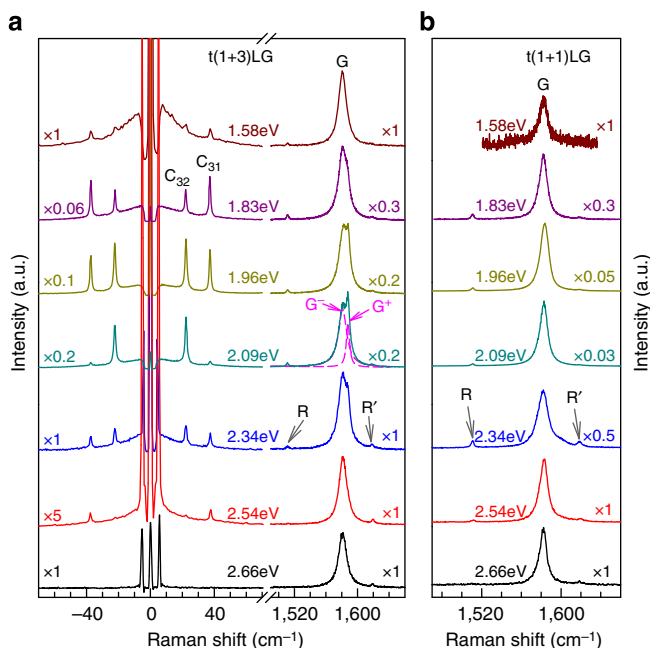 a
b
t(1+3)LG
t(1+1)LG
G
G
×1
1.58eV
×1
1.58eV
×1
C32
C31
×0.06
1.83eV
×0.3
1.83eV
×0.3
×0.1
1.96eV
×0.2
1.96eV
×0.05
G−
G+
×0.2
2.09eV
×0.2
2.09eV
×0.03
R
R′
R
R′
×1
2.34eV
×1
2.34eV
×0.5
×5
2.54eV
×1
2.54eV
×1
×1
2.66eV
×1
2.66eV
×1
Intensity (a.u.)
Intensity (a.u.)
−40 0 40 1,520 1,600
1,520 1,600
Raman shift (cm−1)
Raman shift (cm−1)